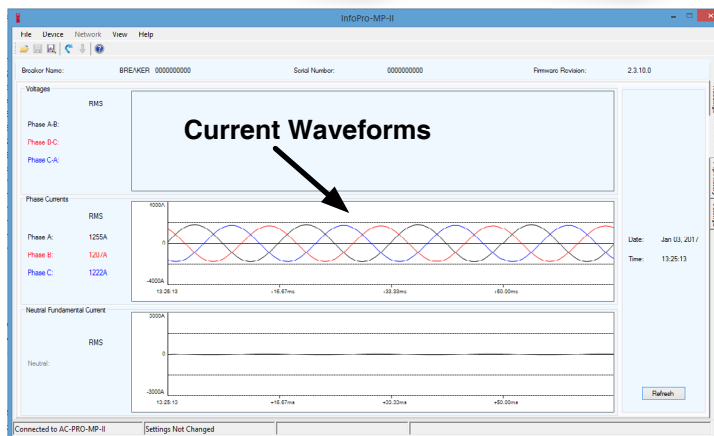 InfoPro-MP-II
File Device Network View Help
Breaker Name: BREAKER 0000000000 Serial Number: 0000000000 Firmware Revision: 2.3.10.0
Voltages
RMS
Phase A-B:
Phase B-C:
Phase C-A:
Current Waveforms
Phase Currents
RMS
Phase A: 1255A
Phase B: 1207A
Phase C: 1222A
4000A
0
-4000A
13:25:13 +16.67ms +33.33ms +50.00ms
Date: Jan 03, 2017
Time: 13:25:13
Neutral Fundamental Current
RMS
Neutral:
3000A
0
-3000A
13:25:13 +16.67ms +33.33ms +50.00ms
Refresh
Connected to AC-PRO-MP-II Settings Not Changed